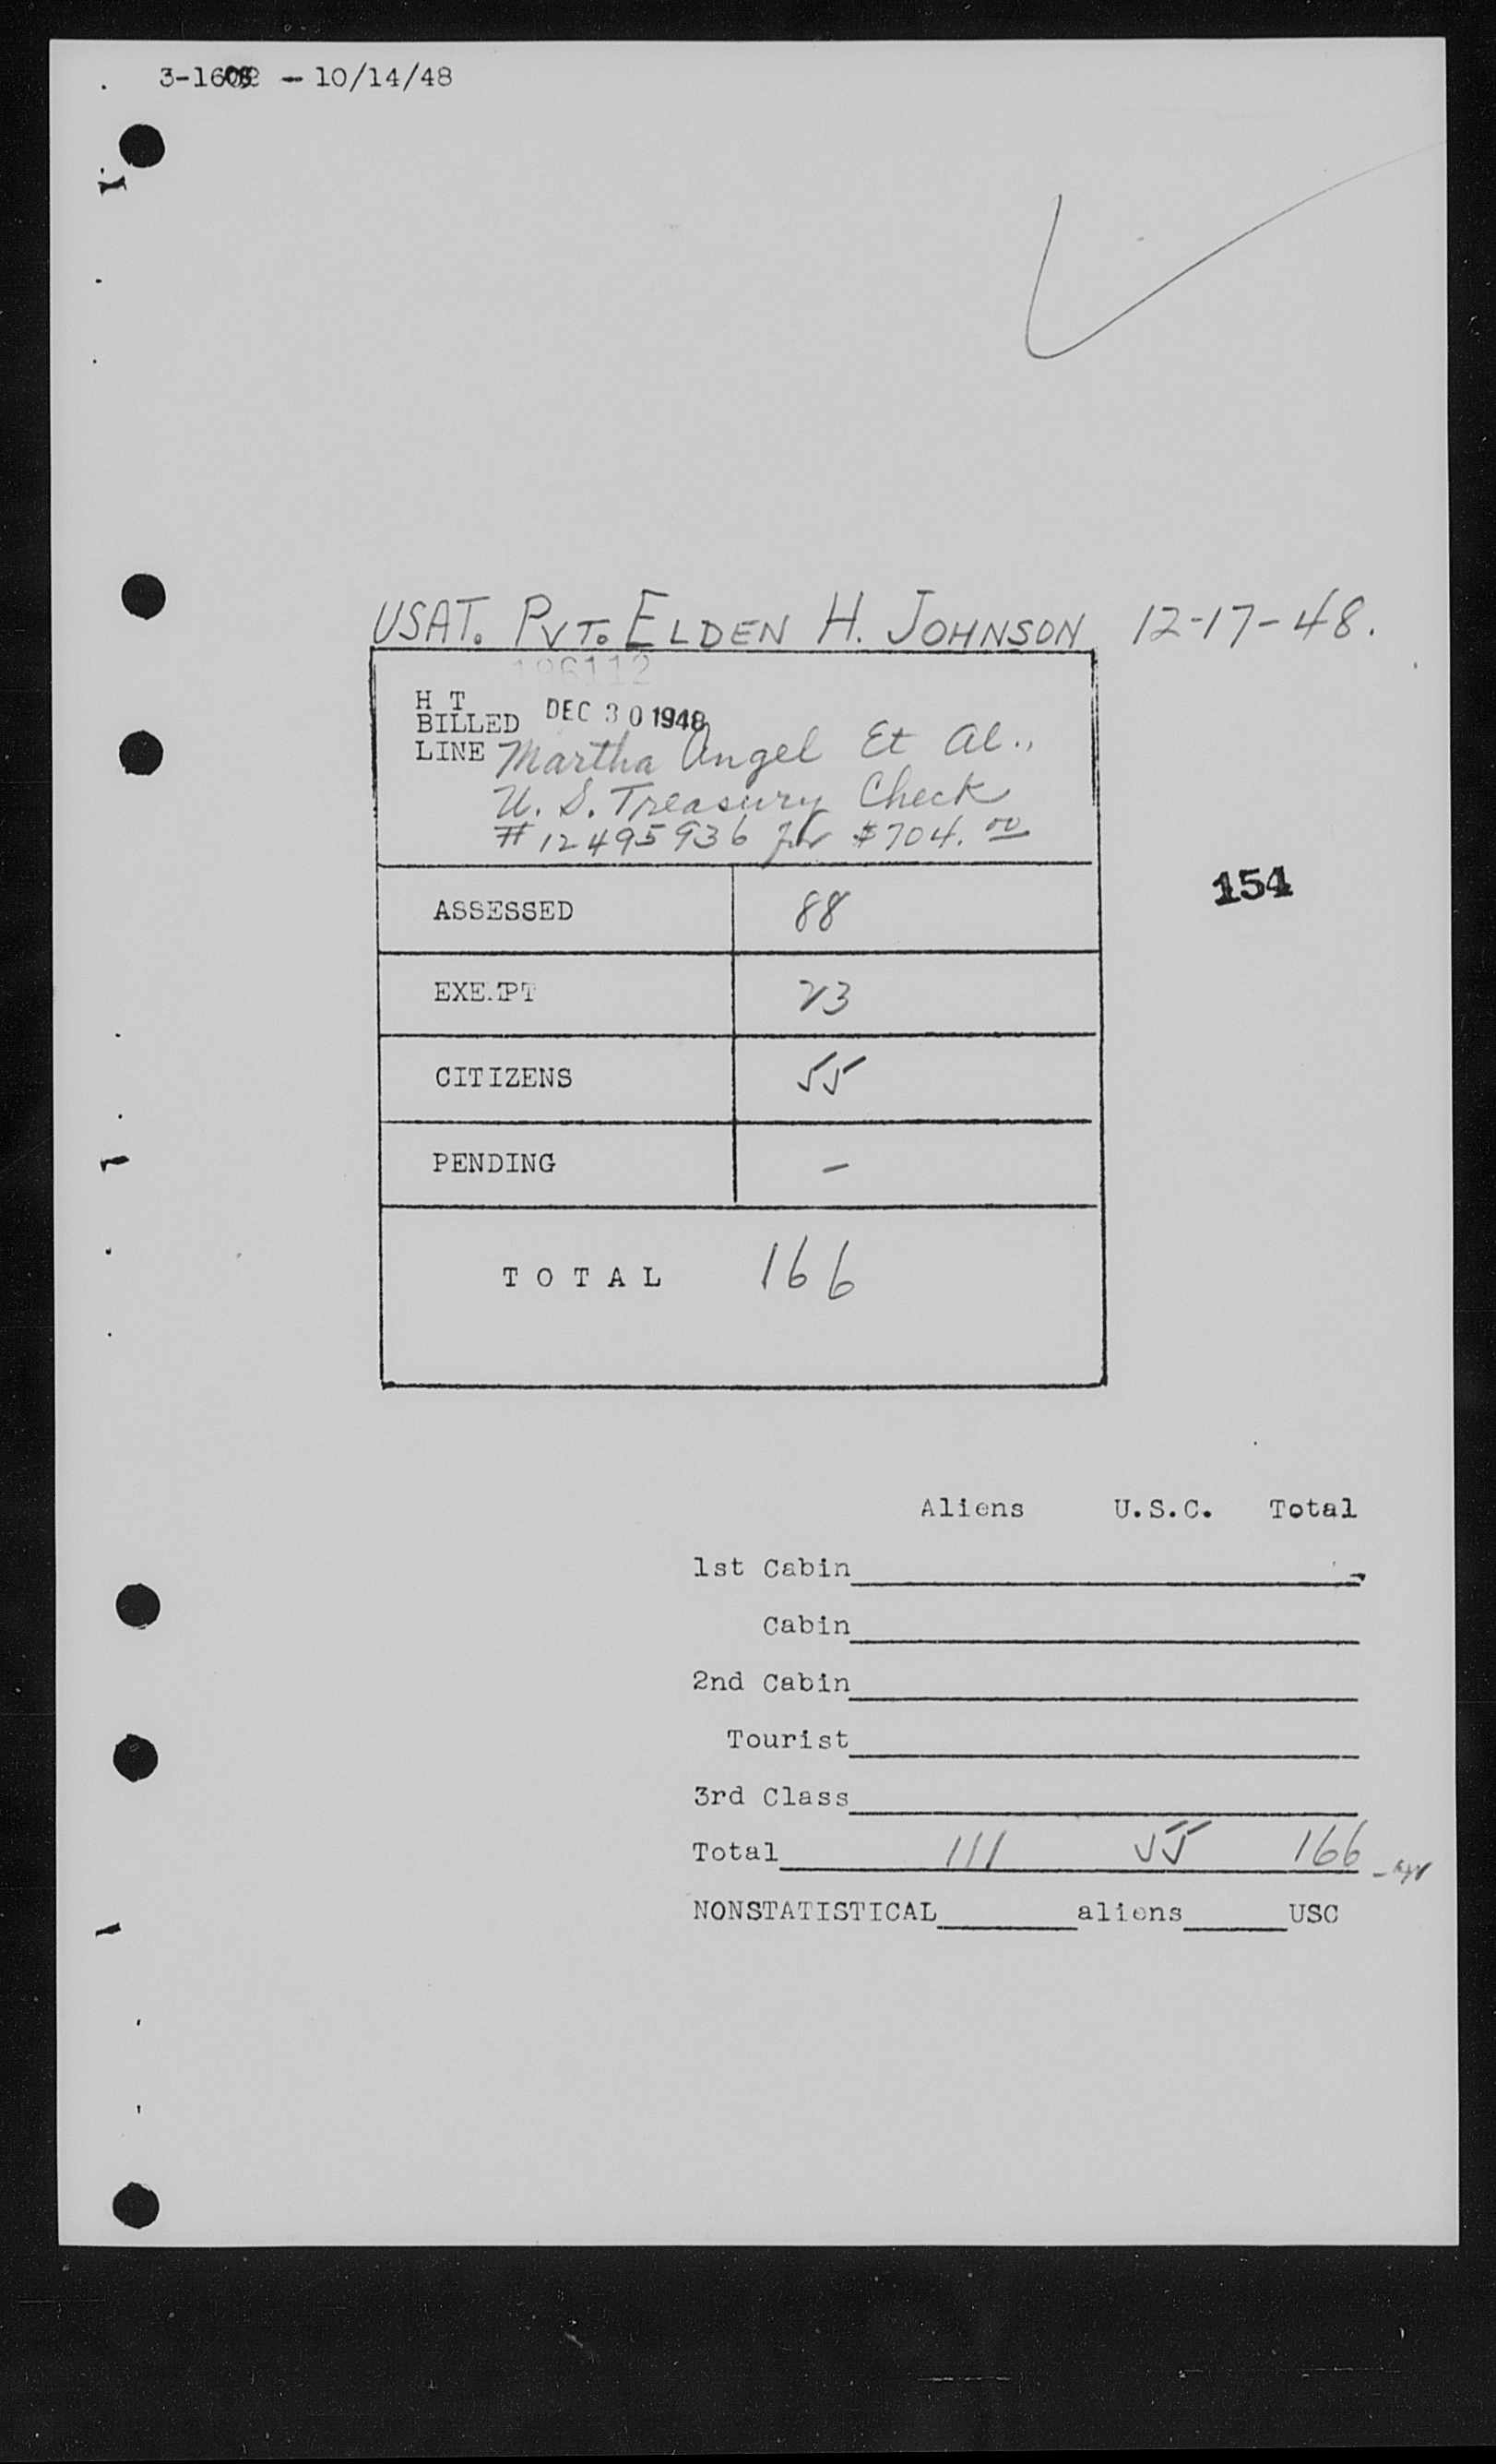 - 10/14/48
USAT. PVT. ELDEN H. JOHNSON 12-17-48.
196112
H T
BILLED DEC 30 1948
LINE Martha Angel Et Al.,
U. S. Treasury Check
#12495936 for $704.00
154
ASSESSED 88
EXEMPT 23
CITIZENS 55
PENDING –
TOTAL 166
Aliens U.S.C. Total
1st Cabin
Cabin
2nd Cabin
Tourist
3rd Class
Total 111 55 166
NONSTATISTICAL aliens USC